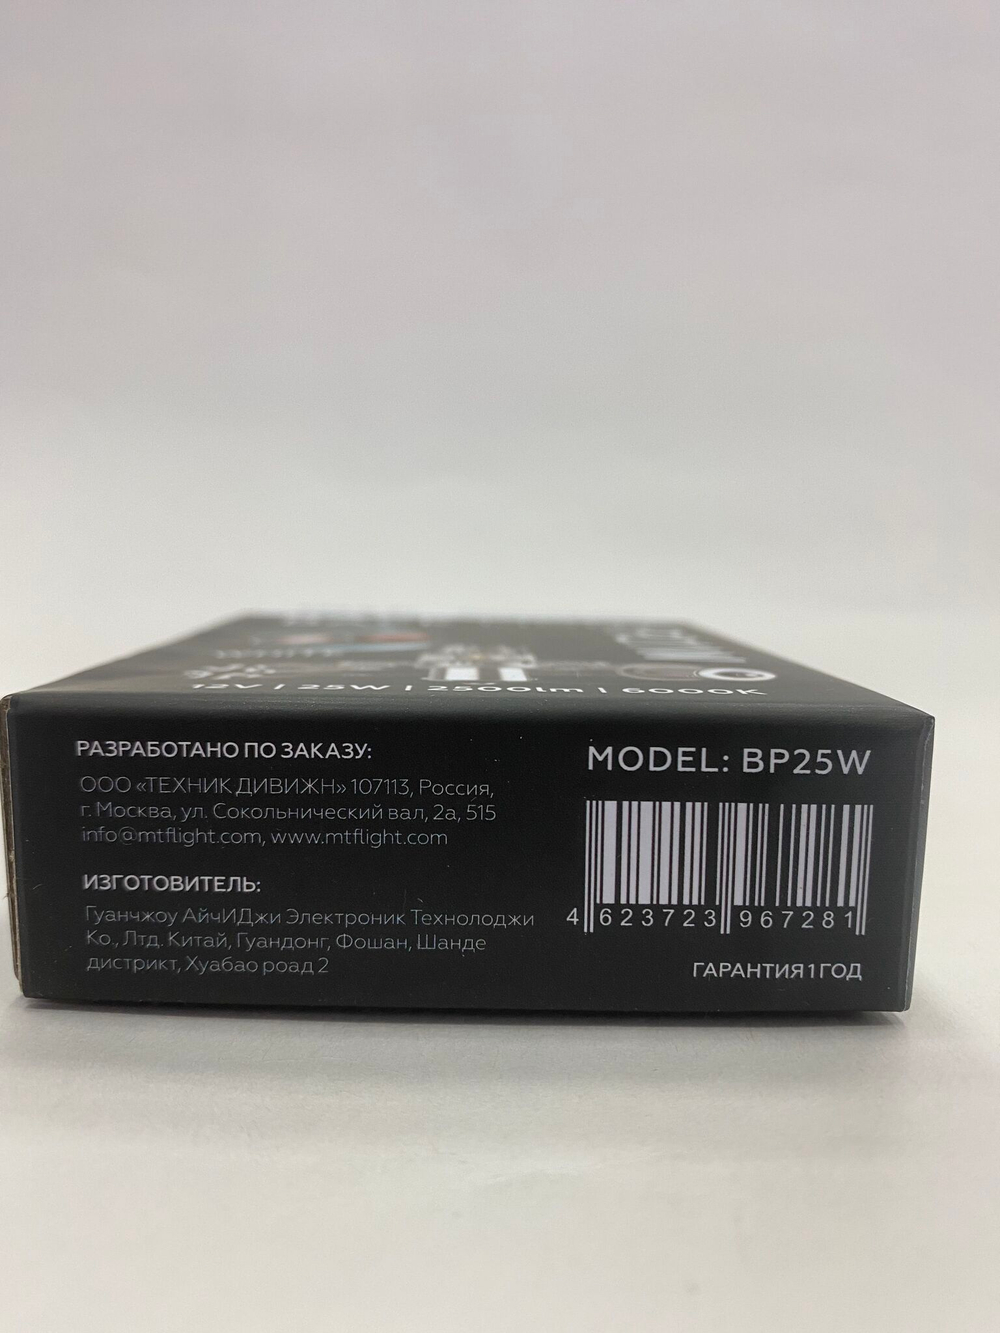 WHITE
12V | 25W | 2500lm | 6000K
РАЗРАБОТАНО ПО ЗАКАЗУ:
ООО «ТЕХНИК ДИВИЖН» 107113, Россия,
г. Москва, ул. Сокольнический вал, 2а, 515
info@mtflight.com, www.mtflight.com
ИЗГОТОВИТЕЛЬ:
Гуанчжоу АйчИДжи Электроник Технолоджи
Ко., Лтд. Китай, Гуандонг, Фошан, Шанде
дистрикт, Хуабао роад 2
MODEL: BP25W
4 623723 967281
ГАРАНТИЯ 1 ГОД